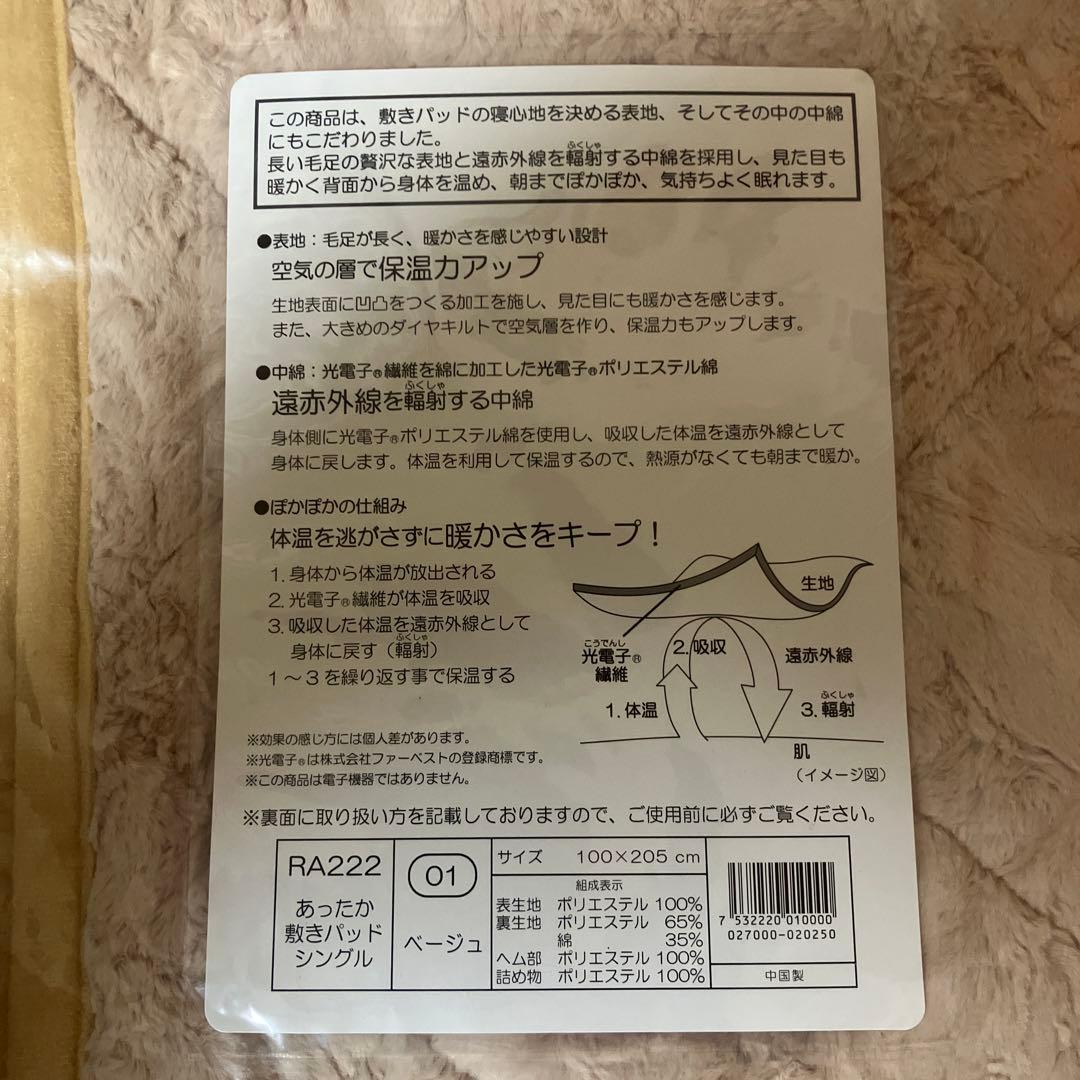 この商品は、敷きパッドの寝心地を決める表地、そしてその中の中綿
にもこだわりました。
ふくしゃ
長い毛足の贅沢な表地と遠赤外線を輻射する中綿を採用し、見た目も
暖かく背面から身体を温め、朝までぽかぽか、気持ちよく眠れます。
●表地：毛足が長く、暖かさを感じやすい設計
空気の層で保温力アップ
生地表面に凹凸をつくる加工を施し、見た目にも暖かさを感じます。
また、大きめのダイヤキルトで空気層を作り、保温力もアップします。
●中綿：光電子®繊維を綿に加工した光電子®ポリエステル綿
ふくしゃ
遠赤外線を輻射する中綿
身体側に光電子®ポリエステル綿を使用し、吸収した体温を遠赤外線として
身体に戻します。体温を利用して保温するので、熱源がなくても朝まで暖か。
●ぽかぽかの仕組み
体温を逃がさずに暖かさをキープ！
1. 身体から体温が放出される
2. 光電子®繊維が体温を吸収
3. 吸収した体温を遠赤外線として
ふくしゃ
身体に戻す（輻射）
1～3を繰り返す事で保温する
生地
こうでんし
光電子®
繊維
2. 吸収
遠赤外線
1. 体温
ふくしゃ
3. 輻射
肌
（イメージ図）
※効果の感じ方には個人差があります。
※光電子®は株式会社ファーベストの登録商標です。
※この商品は電子機器ではありません。
※裏面に取り扱い方を記載しておりますので、ご使用前に必ずご覧ください。
RA222
あったか
敷きパッド
シングル
01
ベージュ
サイズ 100×205 cm
組成表示
表生地 ポリエステル 100%
裏生地 ポリエステル 65%
綿 35%
ヘム部 ポリエステル 100%
詰め物 ポリエステル 100%
7 532220 010000
027000-020250
中国製